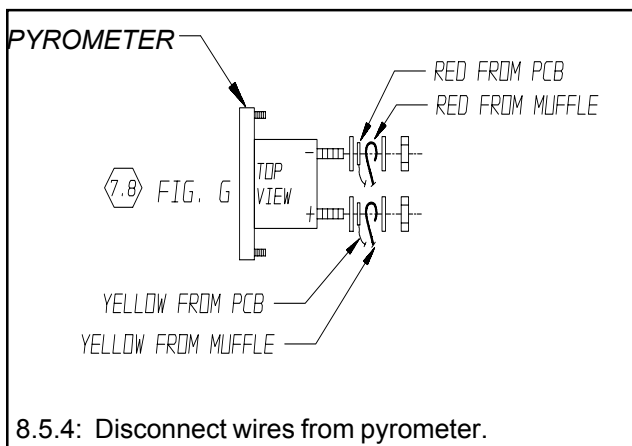 PYROMETER
RED FROM PCB
RED FROM MUFFLE
-
TOP
7.8 FIG. G
VIEW
+
YELLOW FROM PCB
YELLOW FROM MUFFLE
8.5.4: Disconnect wires from pyrometer.